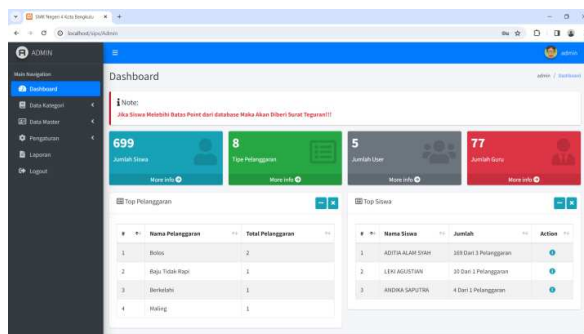 SMK Negeri 4 Kota Bengkulu
localhost/sipv/Admin
ADMIN
admin
Main Navigation
Dashboard
Data Kategori
Data Master
Pengaturan
Laporan
Logout
Dashboard
admin / Dashboard
Note:
Jika Siswa Melebihi Batas Point dari database Maka Akan Diberi Surat Teguran!!!
699
Jumlah Siswa
More info
8
Tipe Pelanggaran
More info
5
Jumlah User
More info
77
Jumlah Guru
More info
Top Pelanggaran
# Nama Pelanggaran Total Pelanggaran
1 Bolos 2
2 Baju Tidak Rapi 1
3 Berkelahi 1
4 Maling 1
Top Siswa
# Nama Siswa Jumlah Action
1 ADITIA ALAM SYAH 169 Dari 3 Pelanggaran
2 LEKI AGUSTIAN 10 Dari 1 Pelanggaran
3 ANDIKA SAPUTRA 4 Dari 1 Pelanggaran